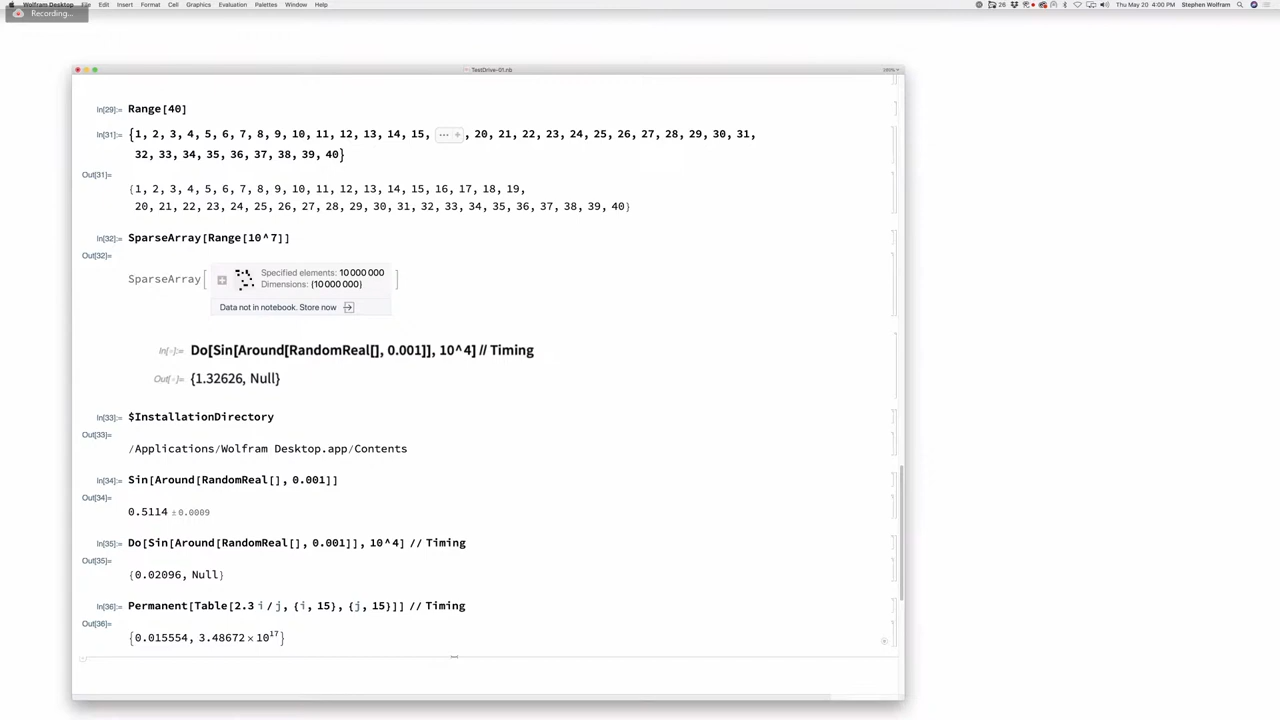 Wolfram Desktop File Edit Insert Format Cell Graphics Evaluation Palettes Window Help
26 Thu May 20 4:00 PM Stephen Wolfram
Recording...
TestDrive-01.nb
In[29]:= Range[40]
In[31]:= {1, 2, 3, 4, 5, 6, 7, 8, 9, 10, 11, 12, 13, 14, 15, ... + , 20, 21, 22, 23, 24, 25, 26, 27, 28, 29, 30, 31,
32, 33, 34, 35, 36, 37, 38, 39, 40}
Out[31]=
{1, 2, 3, 4, 5, 6, 7, 8, 9, 10, 11, 12, 13, 14, 15, 16, 17, 18, 19,
20, 21, 22, 23, 24, 25, 26, 27, 28, 29, 30, 31, 32, 33, 34, 35, 36, 37, 38, 39, 40}
In[32]:= SparseArray[Range[10^7]]
Out[32]=
SparseArray[ Specified elements: 10 000 000
Dimensions: {10 000 000} ]
Data not in notebook. Store now
In[◦]:= Do[Sin[Around[RandomReal[], 0.001]], 10^4] // Timing
Out[◦]= {1.32626, Null}
In[33]:= $InstallationDirectory
Out[33]=
/Applications/Wolfram Desktop.app/Contents
In[34]:= Sin[Around[RandomReal[], 0.001]]
Out[34]=
0.5114 ±0.0009
In[35]:= Do[Sin[Around[RandomReal[], 0.001]], 10^4] // Timing
Out[35]=
{0.02096, Null}
In[36]:= Permanent[Table[2.3 i / j, {i, 15}, {j, 15}]] // Timing
Out[36]=
{0.015554, 3.48672 × 10^17}